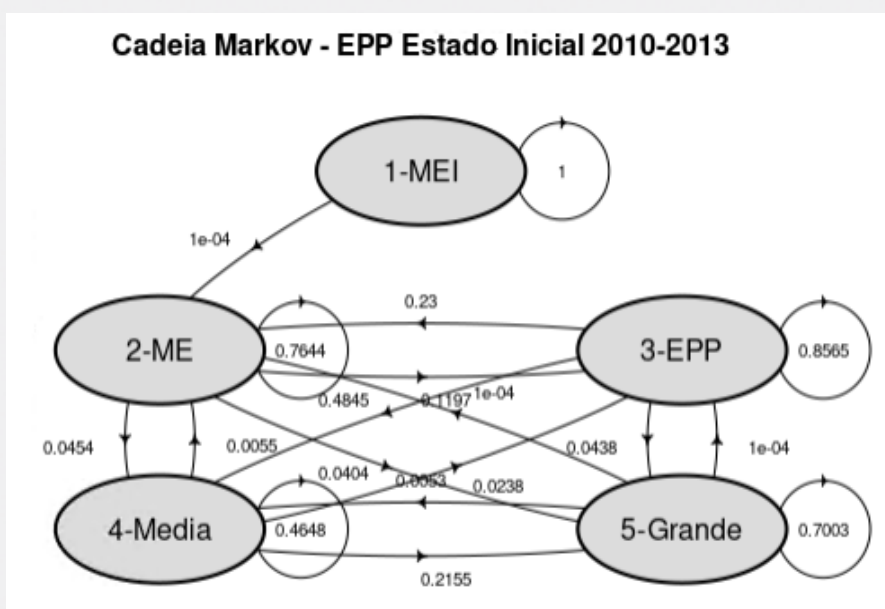 Cadeia Markov - EPP Estado Inicial 2010-2013
1-MEI
1
1e-04
0.23
2-ME
0.7644
3-EPP
0.8565
0.4845
0.1197
1e-04
0.0454
0.0055
0.0438
1e-04
0.0404
0.0053
0.0238
4-Media
0.4648
5-Grande
0.7003
0.2155